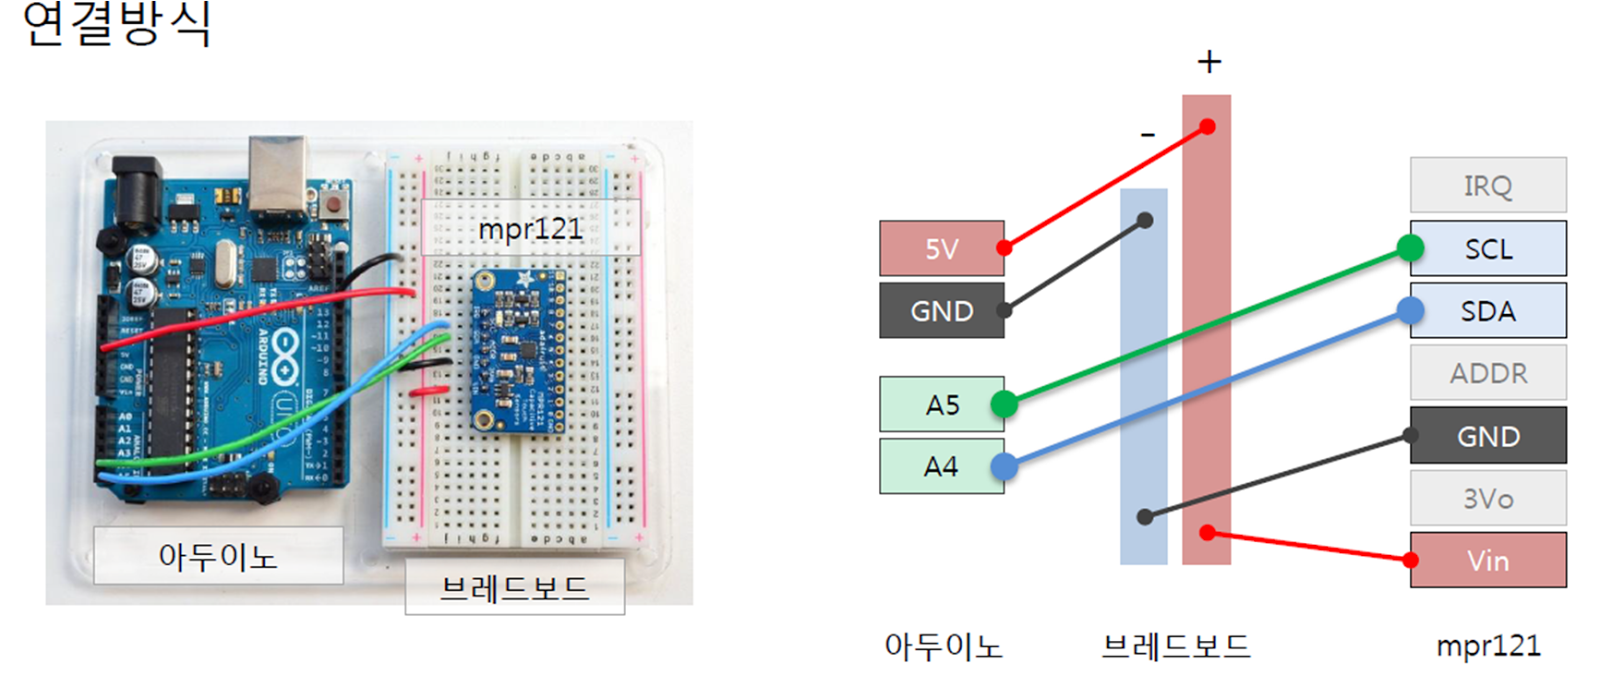 연결방식
mpr121
아두이노
브레드보드
ARDUINO
+
-
5V
GND
A5
A4
IRQ
SCL
SDA
ADDR
GND
3Vo
Vin
아두이노
브레드보드
mpr121